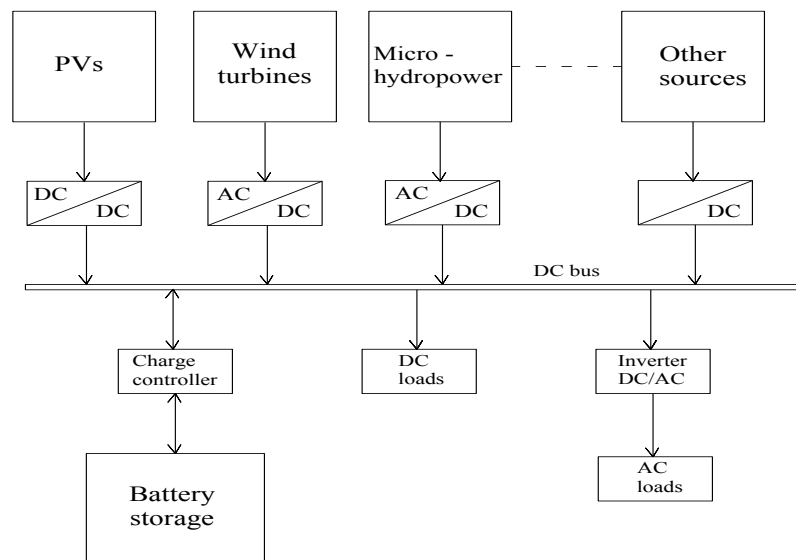 PVs
Wind
turbines
Micro -
hydropower
Other
sources
DC
DC
AC
DC
AC
DC
DC
DC bus
Charge
controller
DC
loads
Inverter
DC/AC
Battery
storage
AC
loads